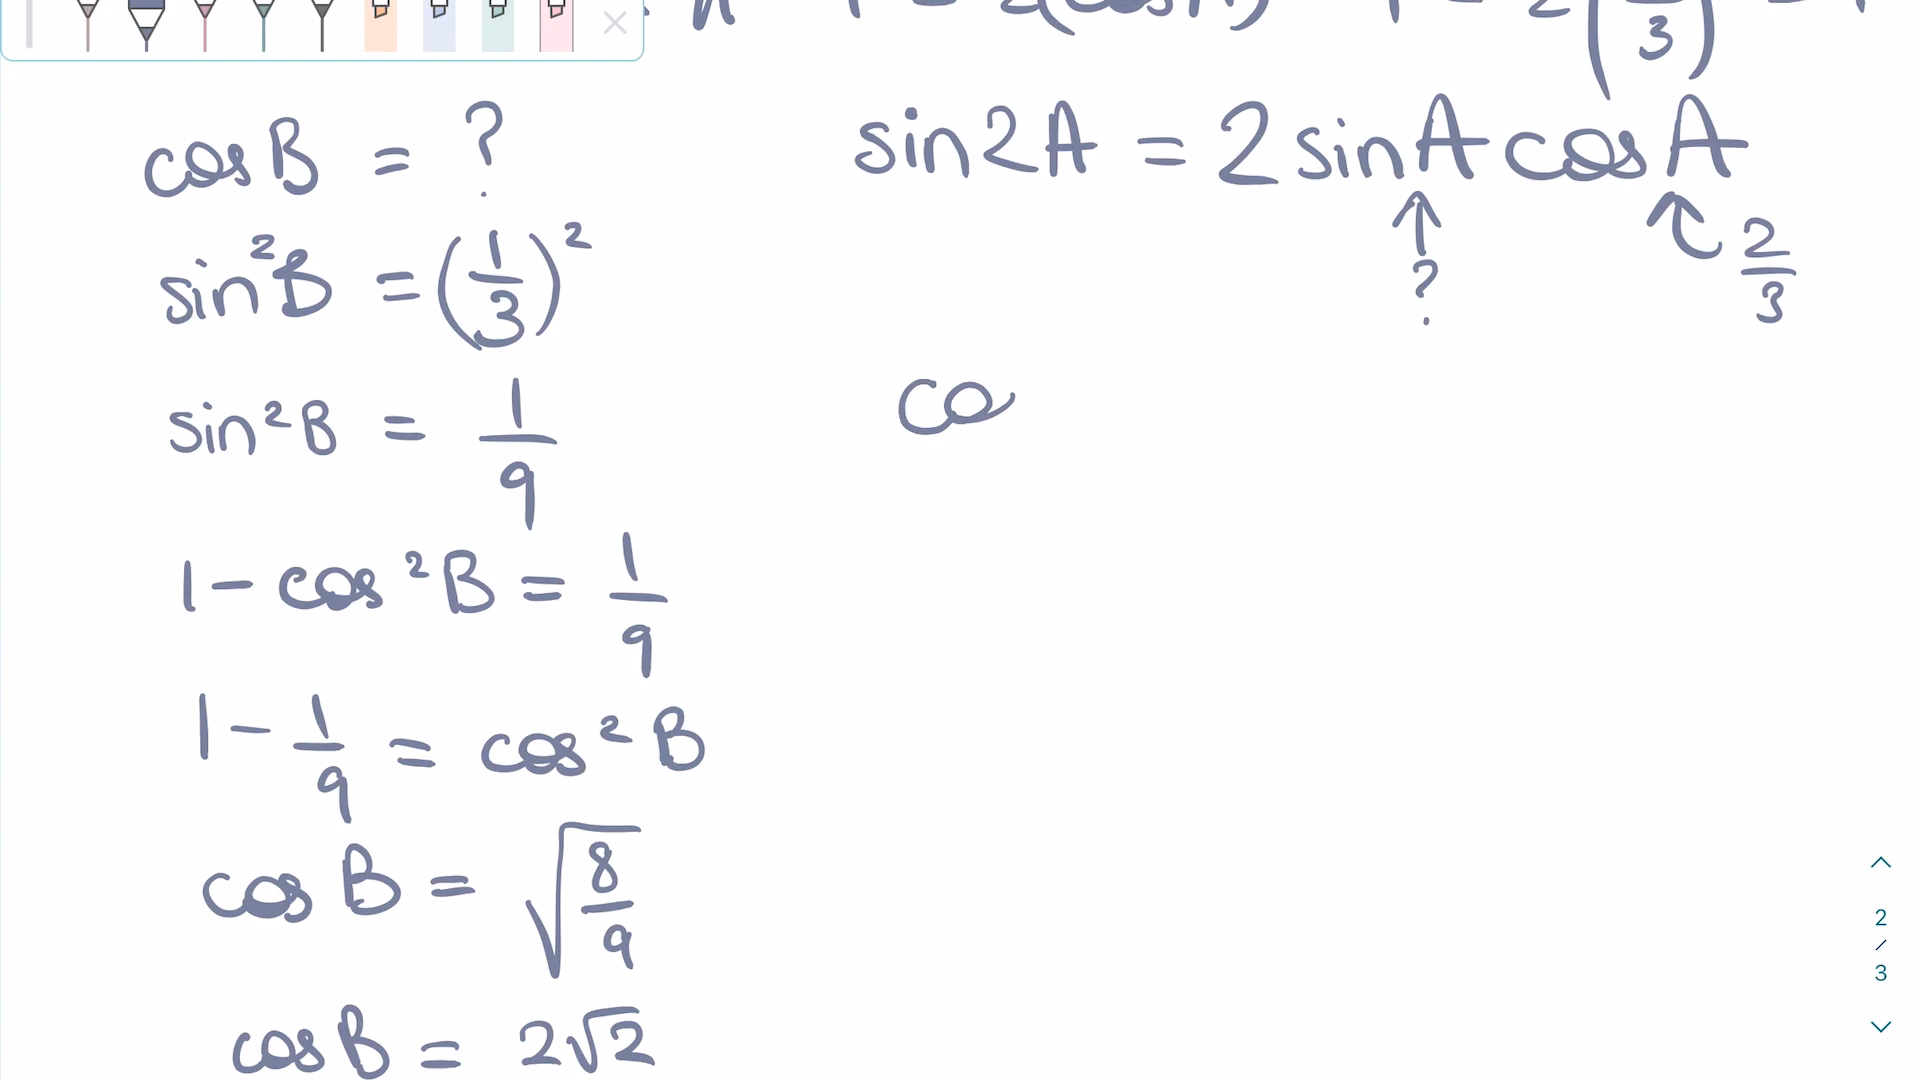 cos B = ?
sin²B = (1/3)²
sin²B = 1/9
1 - cos²B = 1/9
1 - 1/9 = cos²B
cos B = √(8/9)
cos B = 2√2
sin2A = 2 sinA cos A
? 2/3
co
2
/
3